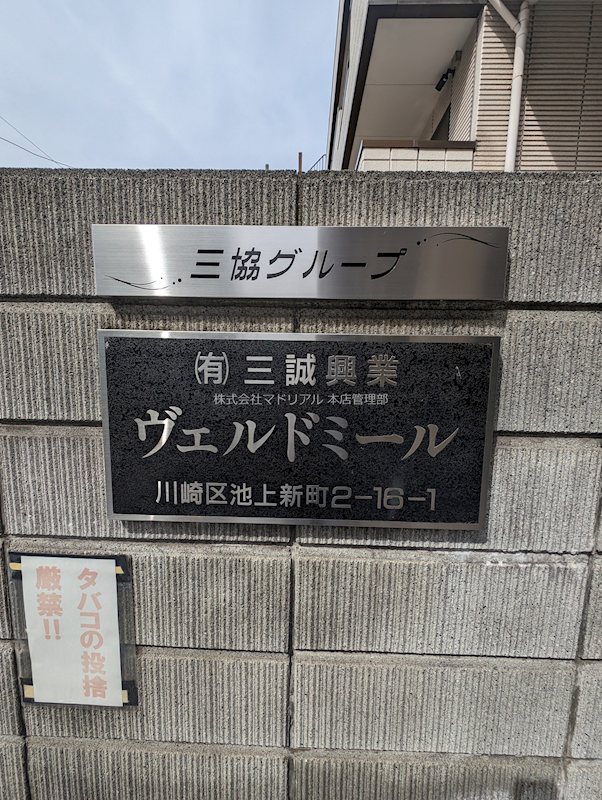 三協グループ
㈲ 三誠興業
株式会社マドリアル 本店管理部
ヴェルドミール
川崎区池上新町2-16-1
タバコの投捨
厳禁!!